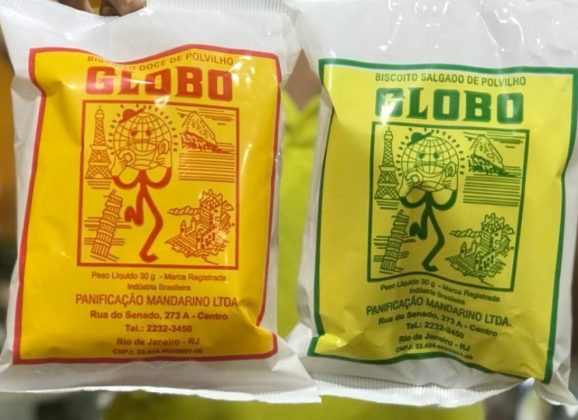 BISCOITO DOCE DE POLVILHO
GLOBO
Peso Líquido 30 g - Marca Registrada
Indústria Brasileira
PANIFICAÇÃO MANDARINO LTDA.
Rua do Senado, 273 A - Centro
Tel.: 2232-3450
Rio de Janeiro - RJ
BISCOITO SALGADO DE POLVILHO
GLOBO
Peso Líquido 30 g - Marca Registrada
Indústria Brasileira
PANIFICAÇÃO MANDARINO LTDA.
Rua do Senado, 273 A - Centro
Tel.: 2232-3450
Rio de Janeiro - RJ